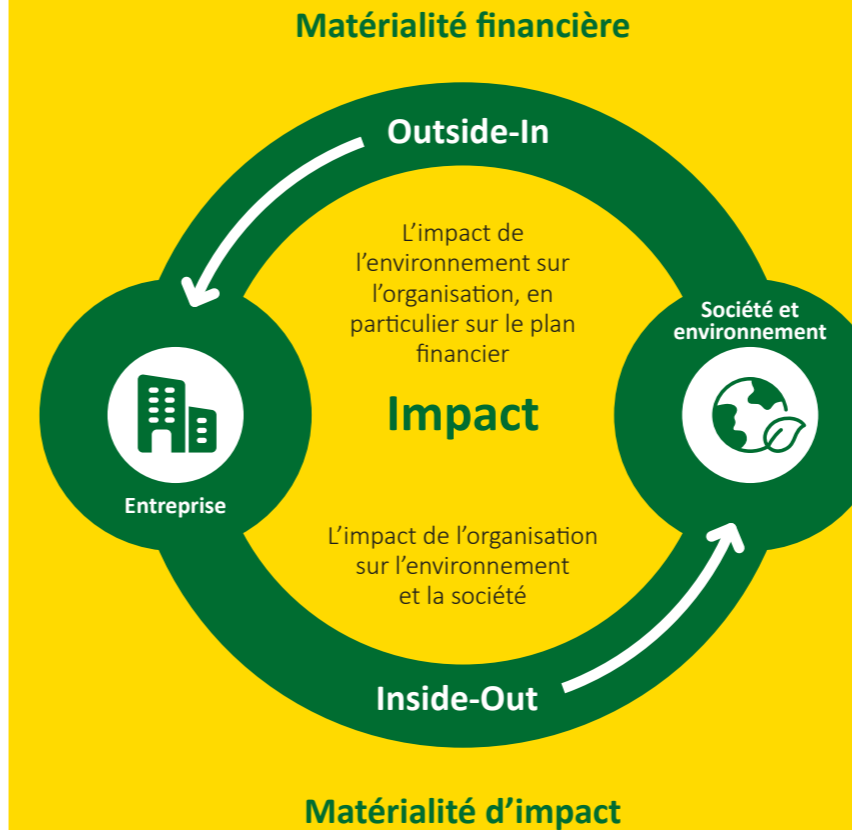 Matérialité financière
Outside-In
L’impact de
l’environnement sur
l’organisation, en
particulier sur le plan
financier
Société et
environnement
Impact
Entreprise
L’impact de l’organisation
sur l’environnement
et la société
Inside-Out
Matérialité d’impact